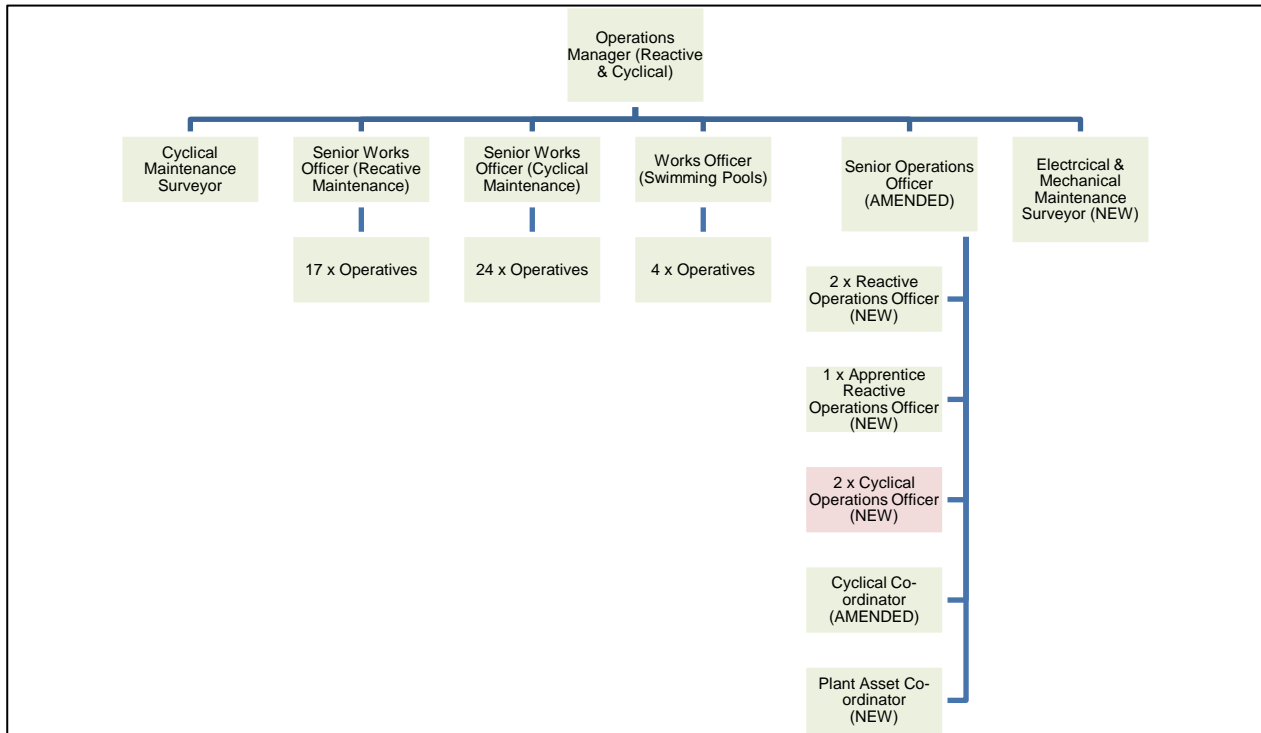 Operations
Manager (Reactive
& Cyclical)
Cyclical
Maintenance
Surveyor
Senior Works
Officer (Recative
Maintenance)
Senior Works
Officer (Cyclical
Maintenance)
Works Officer
(Swimming Pools)
Senior Operations
Officer
(AMENDED)
Electrcical &
Mechanical
Maintenance
Surveyor (NEW)
17 x Operatives
24 x Operatives
4 x Operatives
2 x Reactive
Operations Officer
(NEW)
1 x Apprentice
Reactive
Operations Officer
(NEW)
2 x Cyclical
Operations Officer
(NEW)
Cyclical Co-
ordinator
(AMENDED)
Plant Asset Co-
ordinator
(NEW)